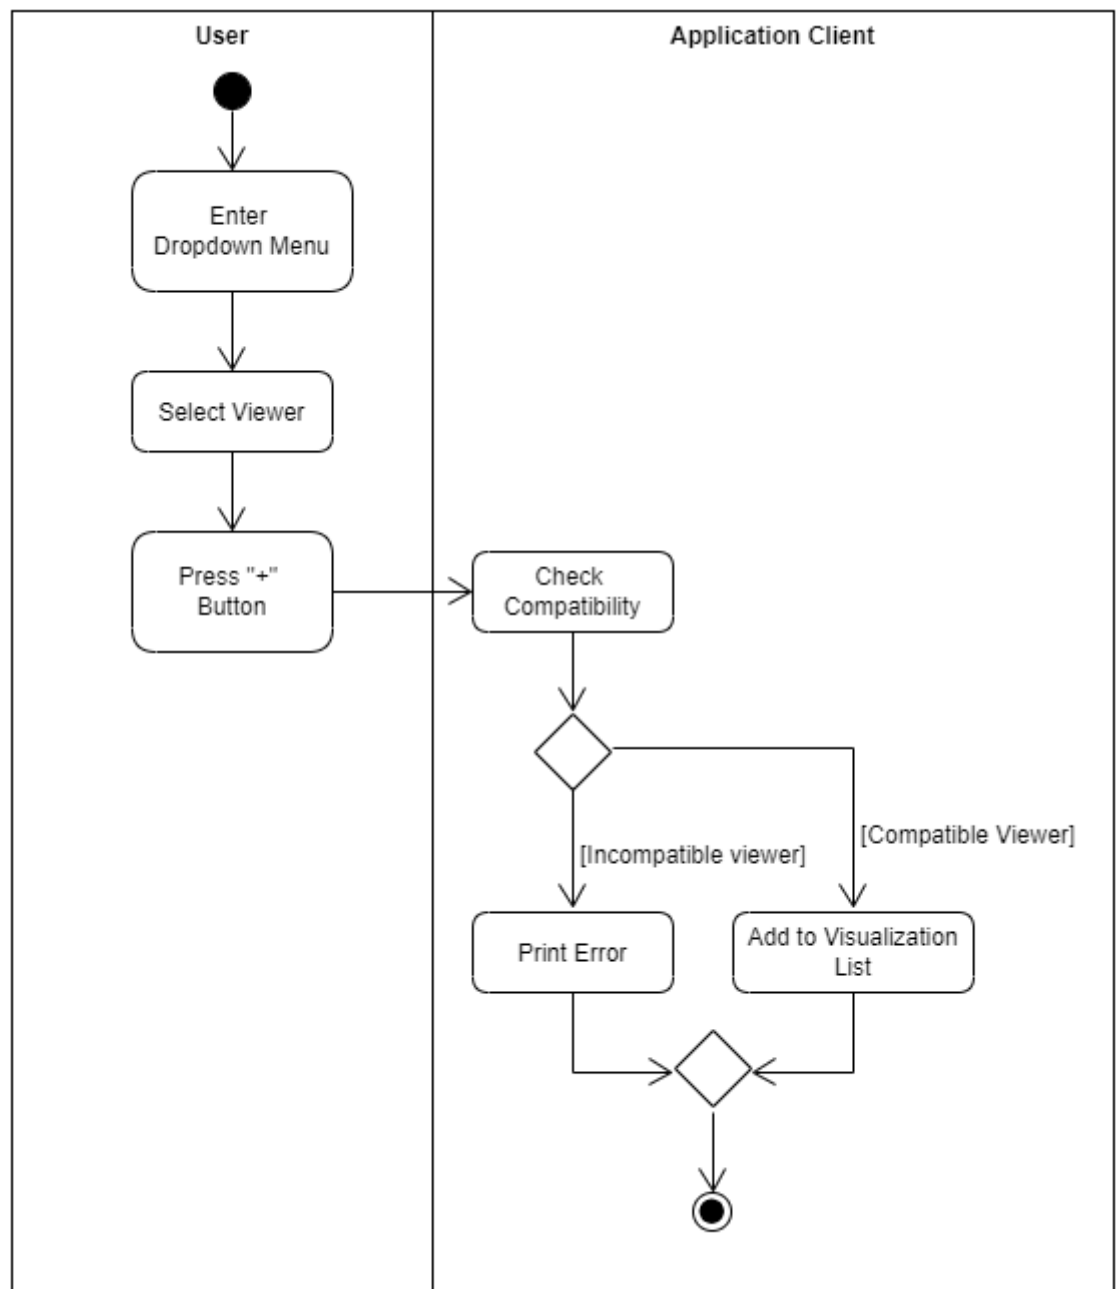 User
Application Client
Enter
Dropdown Menu
Select Viewer
Press "+"
Button
Check
Compatibility
[Incompatible viewer]
[Compatible Viewer]
Print Error
Add to Visualization
List